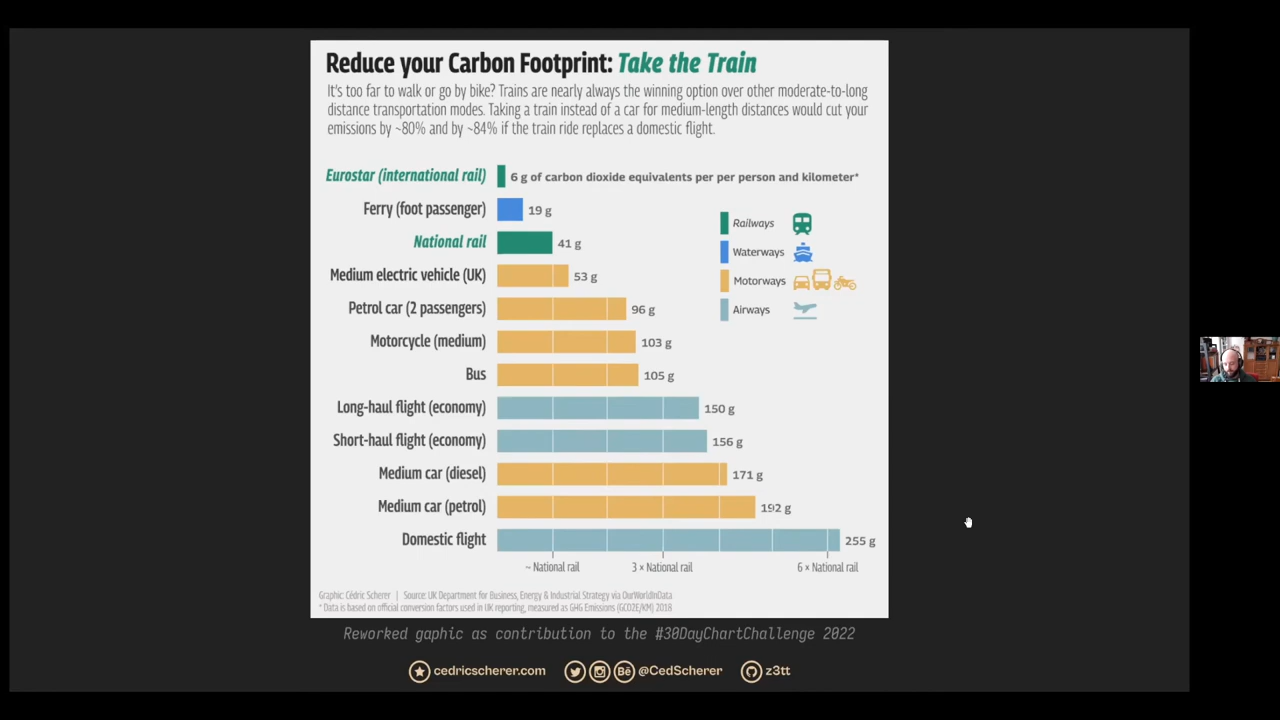 Reduce your Carbon Footprint: Take the Train
It's too far to walk or go by bike? Trains are nearly always the winning option over other moderate-to-long
distance transportation modes. Taking a train instead of a car for medium-length distances would cut your
emissions by ~80% and by ~84% if the train ride replaces a domestic flight.
Eurostar (international rail) 6 g of carbon dioxide equivalents per per person and kilometer*
Ferry (foot passenger) 19 g
National rail 41 g
Medium electric vehicle (UK) 53 g
Petrol car (2 passengers) 96 g
Motorcycle (medium) 103 g
Bus 105 g
Long-haul flight (economy) 150 g
Short-haul flight (economy) 156 g
Medium car (diesel) 171 g
Medium car (petrol) 192 g
Domestic flight 255 g
Railways
Waterways
Motorways
Airways
~ National rail 3 × National rail 6 × National rail
Graphic: Cédric Scherer | Source: UK Department for Business, Energy & Industrial Strategy via OurWorldInData
* Data is based on official conversion factors used in UK reporting, measured as GHG Emissions (GCO2E/KM) 2018
Reworked gaphic as contribution to the #30DayChartChallenge 2022
cedricscherer.com Bē @CedScherer z3tt